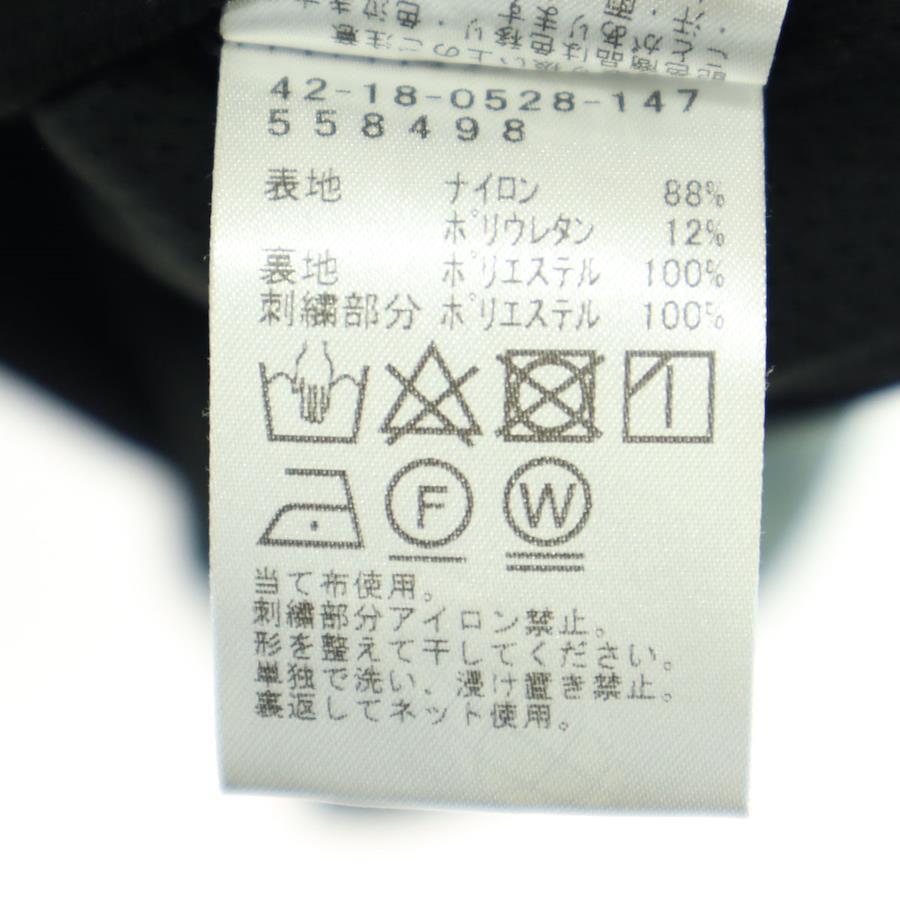 42-18-0528-147
558498
表地 ナイロン 88%
ポリウレタン 12%
裏地 ポリエステル 100%
刺繍部分 ポリエステル 100%
F W
当て布使用。
刺繍部分アイロン禁止。
形を整えて干してください。
単独で洗い、浸け置き禁止。
裏返してネット使用。